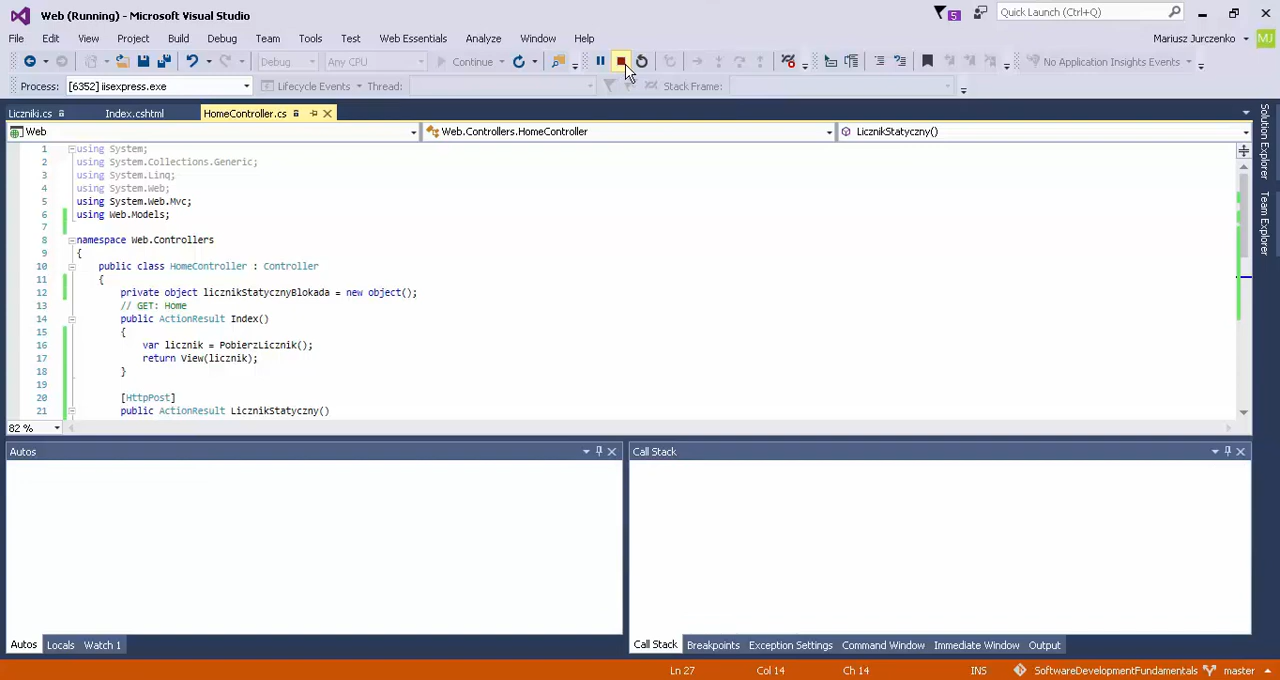 Web (Running) - Microsoft Visual Studio
5
Quick Launch (Ctrl+Q)
File Edit View Project Build Debug Team Tools Test Web Essentials Analyze Window Help
Mariusz Jurczenko
MJ
Debug Any CPU Continue No Application Insights Events
Process: [6352] iisexpress.exe Lifecycle Events Thread: Stack Frame:
Liczniki.cs Index.cshtml HomeController.cs
Web Web.Controllers.HomeController LicznikStatyczny()
1 using System;
2 using System.Collections.Generic;
3 using System.Linq;
4 using System.Web;
5 using System.Web.Mvc;
6 using Web.Models;
7
8 namespace Web.Controllers
9 {
10 public class HomeController : Controller
11 {
12 private object licznikStatycznyBlokada = new object();
13 // GET: Home
14 public ActionResult Index()
15 {
16 var licznik = PobierzLicznik();
17 return View(licznik);
18 }
19
20 [HttpPost]
21 public ActionResult LicznikStatyczny()
82 %
Solution Explorer
Team Explorer
Autos
Call Stack
Autos Locals Watch 1
Call Stack Breakpoints Exception Settings Command Window Immediate Window Output
Ln 27 Col 14 Ch 14 INS SoftwareDevelopmentFundamentals master